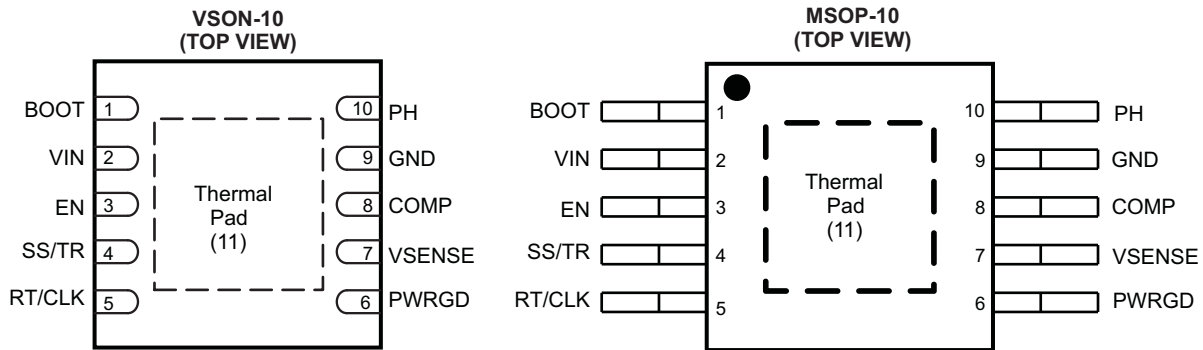 VSON-10
(TOP VIEW)
BOOT 1
VIN 2
EN 3
SS/TR 4
RT/CLK 5
Thermal
Pad
(11)
10 PH
9 GND
8 COMP
7 VSENSE
6 PWRGD
MSOP-10
(TOP VIEW)
BOOT 1
VIN 2
EN 3
SS/TR 4
RT/CLK 5
Thermal
Pad
(11)
10 PH
9 GND
8 COMP
7 VSENSE
6 PWRGD